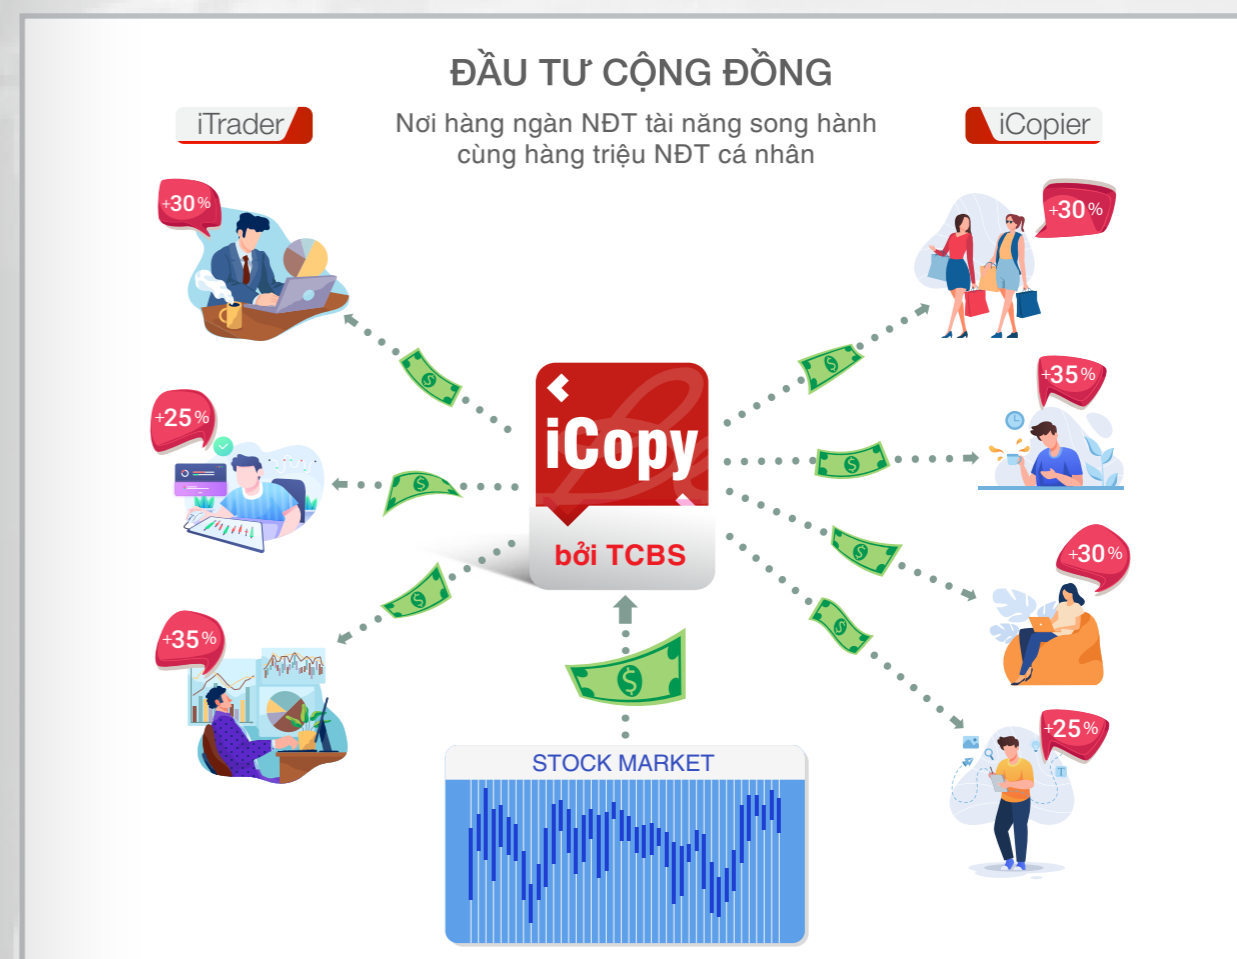 ĐẦU TƯ CỘNG ĐỒNG
iTrader
Nơi hàng ngàn NĐT tài năng song hành
cùng hàng triệu NĐT cá nhân
iCopier
+30%
+30%
+35%
+25%
iCopy
bởi TCBS
+30%
+35%
+25%
STOCK MARKET
T